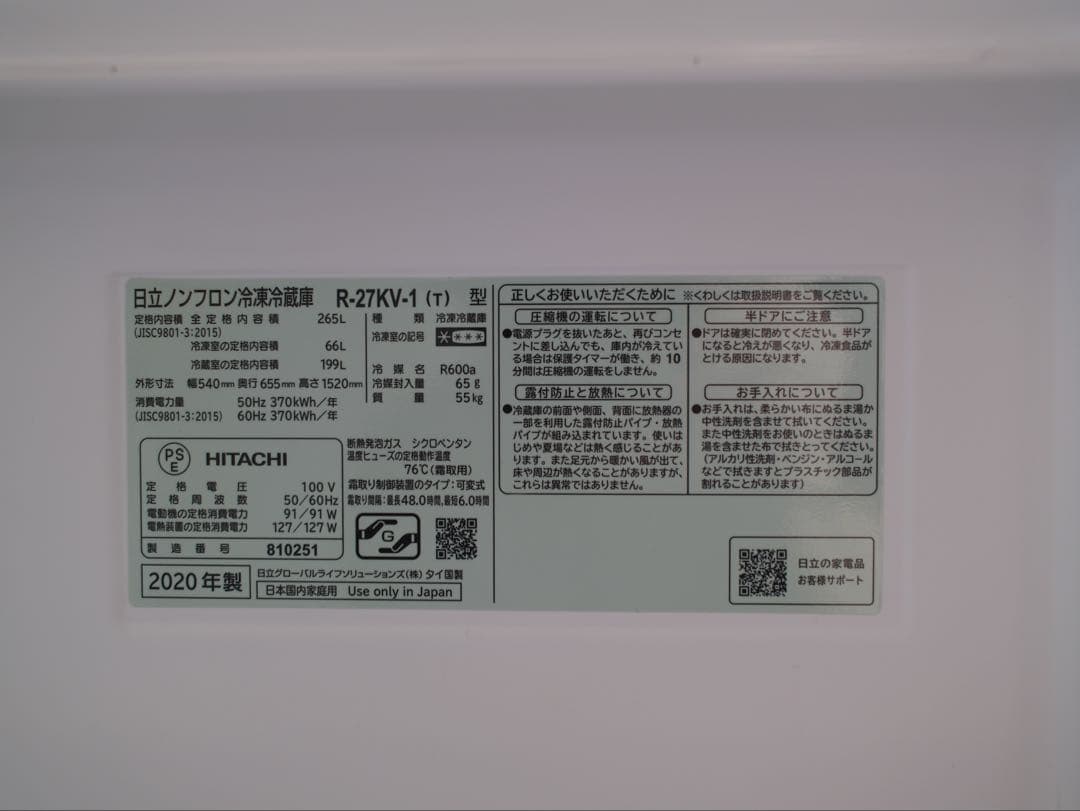 日立ノンフロン冷凍冷蔵庫 R-27KV-1 (T) 型
定格内容積 全定格内容積 265L
(JISC9801-3:2015)
冷凍室の定格内容積 66L
冷蔵室の定格内容積 199L
外形寸法 幅540mm 奥行655mm 高さ1520mm
消費電力量 50Hz 370kWh/年
(JISC9801-3:2015) 60Hz 370kWh/年
種類 冷凍冷蔵庫
冷凍室の記号
冷媒名 R600a
冷媒封入量 65g
質量 55kg
PS
E
HITACHI
定格電圧 100V
定格周波数 50/60Hz
電動機の定格消費電力 91/91W
電熱装置の定格消費電力 127/127W
製造番号 810251
断熱発泡ガス シクロペンタン
温度ヒューズの定格動作温度
76℃(霜取用)
霜取り制御装置のタイプ:可変式
霜取り間隔:最長48.0時間,最短6.0時間
G
2020年製
日立グローバルライフソリューションズ(株) タイ国製
日本国内家庭用 Use only in Japan
正しくお使いいただくために ※くわしくは取扱説明書をご覧ください。
圧縮機の運転について
●電源プラグを抜いたあと、再びコンセ
ントに差し込んでも、庫内が冷えてい
る場合は保護タイマーが働き、約10
分間は圧縮機の運転をしません。
露付防止と放熱について
●冷蔵庫の前面や側面、背面に放熱器の
一部を利用した露付防止パイプ・放熱
パイプが組み込まれています。使いは
じめや夏場などは熱く感じることがあ
ります。また足元から暖かい風が出て、
床や周辺が熱くなることがありますが、
これらは異常ではありません。
半ドアにご注意
●ドアは確実に閉めてください。半ドア
になると冷えが悪くなり、冷凍食品が
とける原因になります。
お手入れについて
●お手入れは、柔らかい布にぬるま湯か
中性洗剤を含ませて拭いてください。
また中性洗剤をお使いのときはぬるま
湯を含ませた布で拭きとってください。
(アルカリ性洗剤・ベンジン・アルコール
などで拭きますとプラスチック部品が
割れることがあります)
日立の家電品
お客様サポート